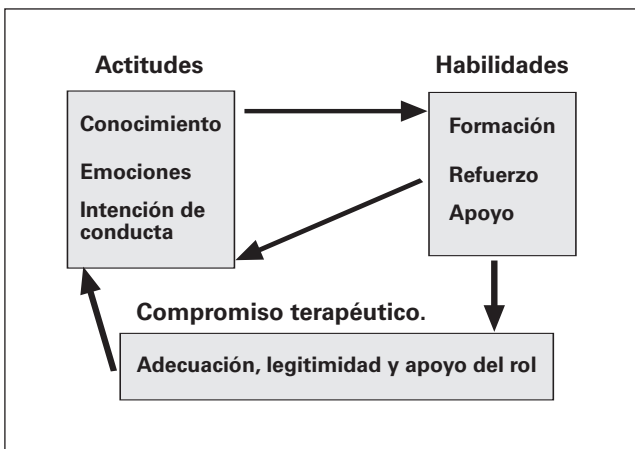 Actitudes
Conocimiento
Emociones
Intención de
conducta
Habilidades
Formación
Refuerzo
Apoyo
Compromiso terapéutico.
Adecuación, legitimidad y apoyo del rol